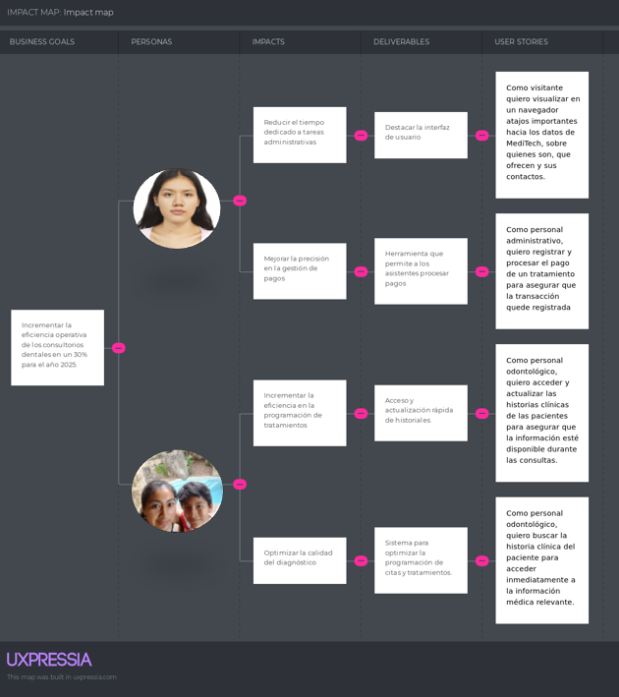 IMPACT MAP: Impact map
BUSINESS GOALS
PERSONAS
IMPACTS
DELIVERABLES
USER STORIES
Incrementar la
eficiencia operativa
de los consultorios
dentales en un 30%
para el año 2025
Reducir el tiempo
dedicado a tareas
administrativas
Destacar la interfaz
de usuario
Como visitante
quiero visualizar en
un navegador
atajos importantes
hacia los datos de
MediTech, sobre
quienes son, que
ofrecen y sus
contactos.
Mejorar la precisión
en la gestión de
pagos
Herramienta que
permite a los
asistentes procesar
pagos
Como personal
administrativo,
quiero registrar y
procesar el pago
de un tratamiento
para asegurar que
la transacción
quede registrada
Incrementar la
eficiencia en la
programación de
tratamientos
Acceso y
actualización rápida
de historiales.
Como personal
odontológico,
quiero acceder y
actualizar las
historias clínicas
de las pacientes
para asegurar que
la información esté
disponible durante
las consultas.
Optimizar la calidad
del diagnóstico
Sistema para
optimizar la
programación de
citas y tratamientos.
Como personal
odontológico,
quiero buscar la
historia clínica del
paciente para
acceder
inmediatamente a
la información
médica relevante.
UXPRESSIA
This map was built in uxpressia.com